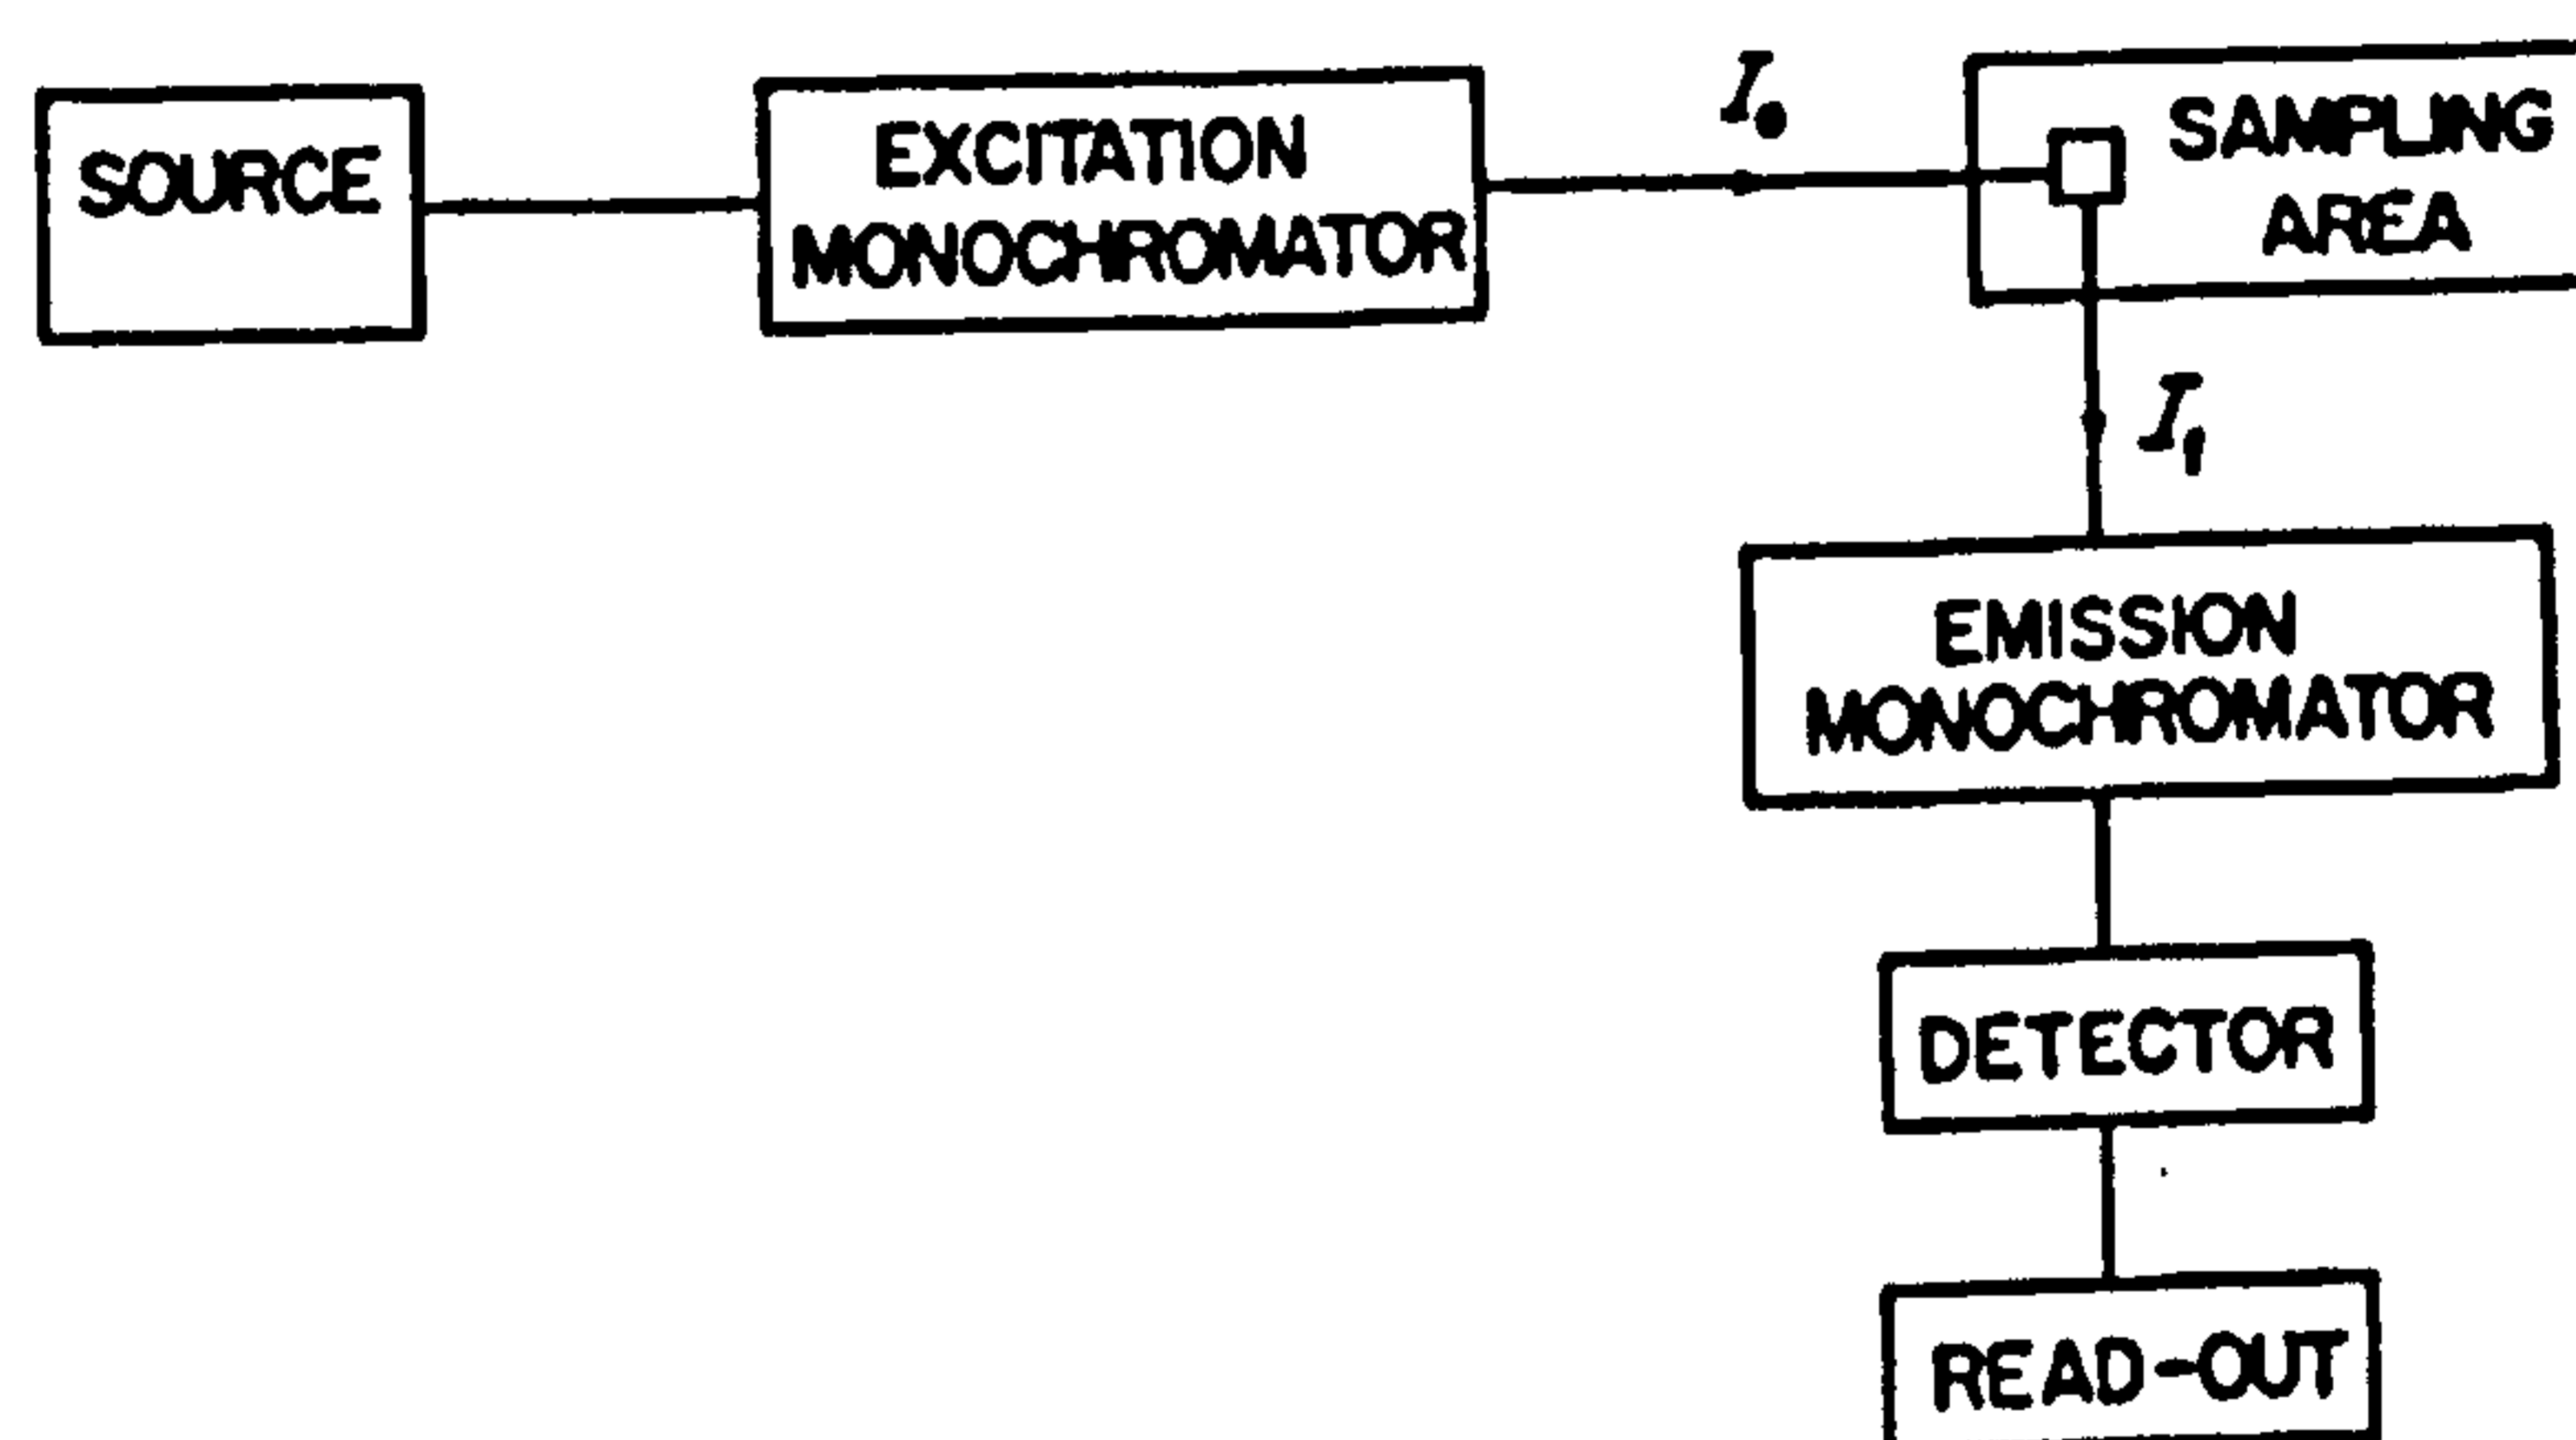 SOURCE
EXCITATION
MONOCHROMATOR
I₀
SAMPLING
AREA
I₁
EMISSION
MONOCHROMATOR
DETECTOR
READ-OUT